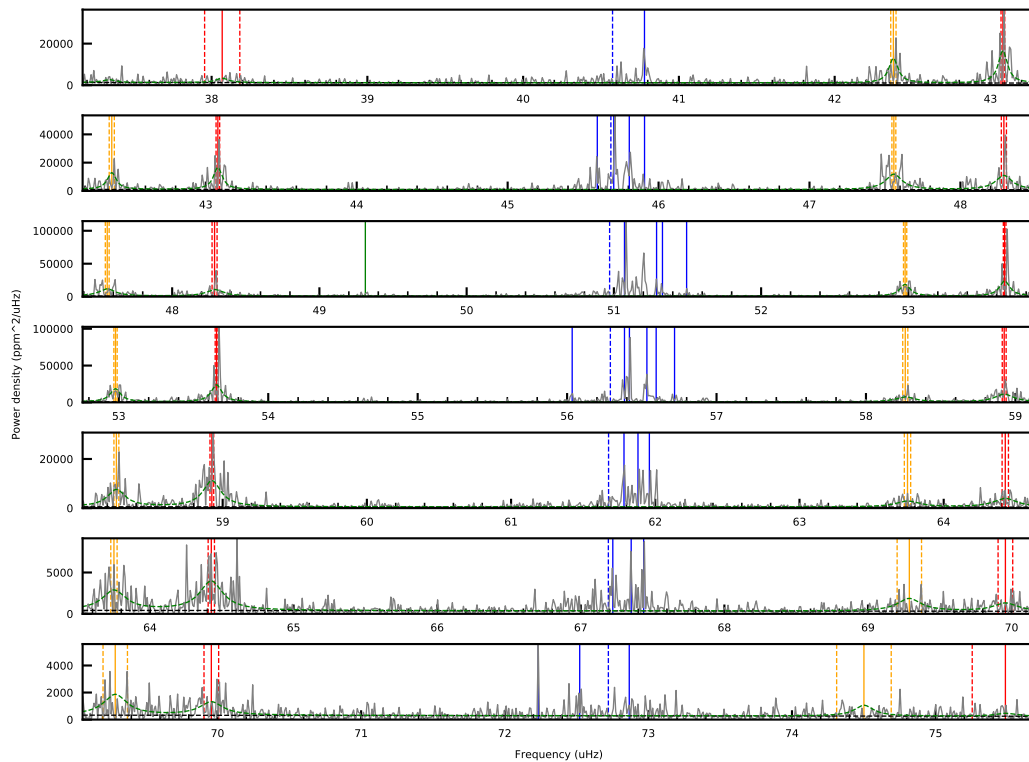 20000
0
38 39 40 41 42 43
40000
20000
0
43 44 45 46 47 48
100000
50000
0
48 49 50 51 52 53
100000
50000
0
53 54 55 56 57 58 59
20000
0
59 60 61 62 63 64
5000
0
64 65 66 67 68 69 70
4000
2000
0
70 71 72 73 74 75
Power density (ppm^2/uHz)
Frequency (uHz)